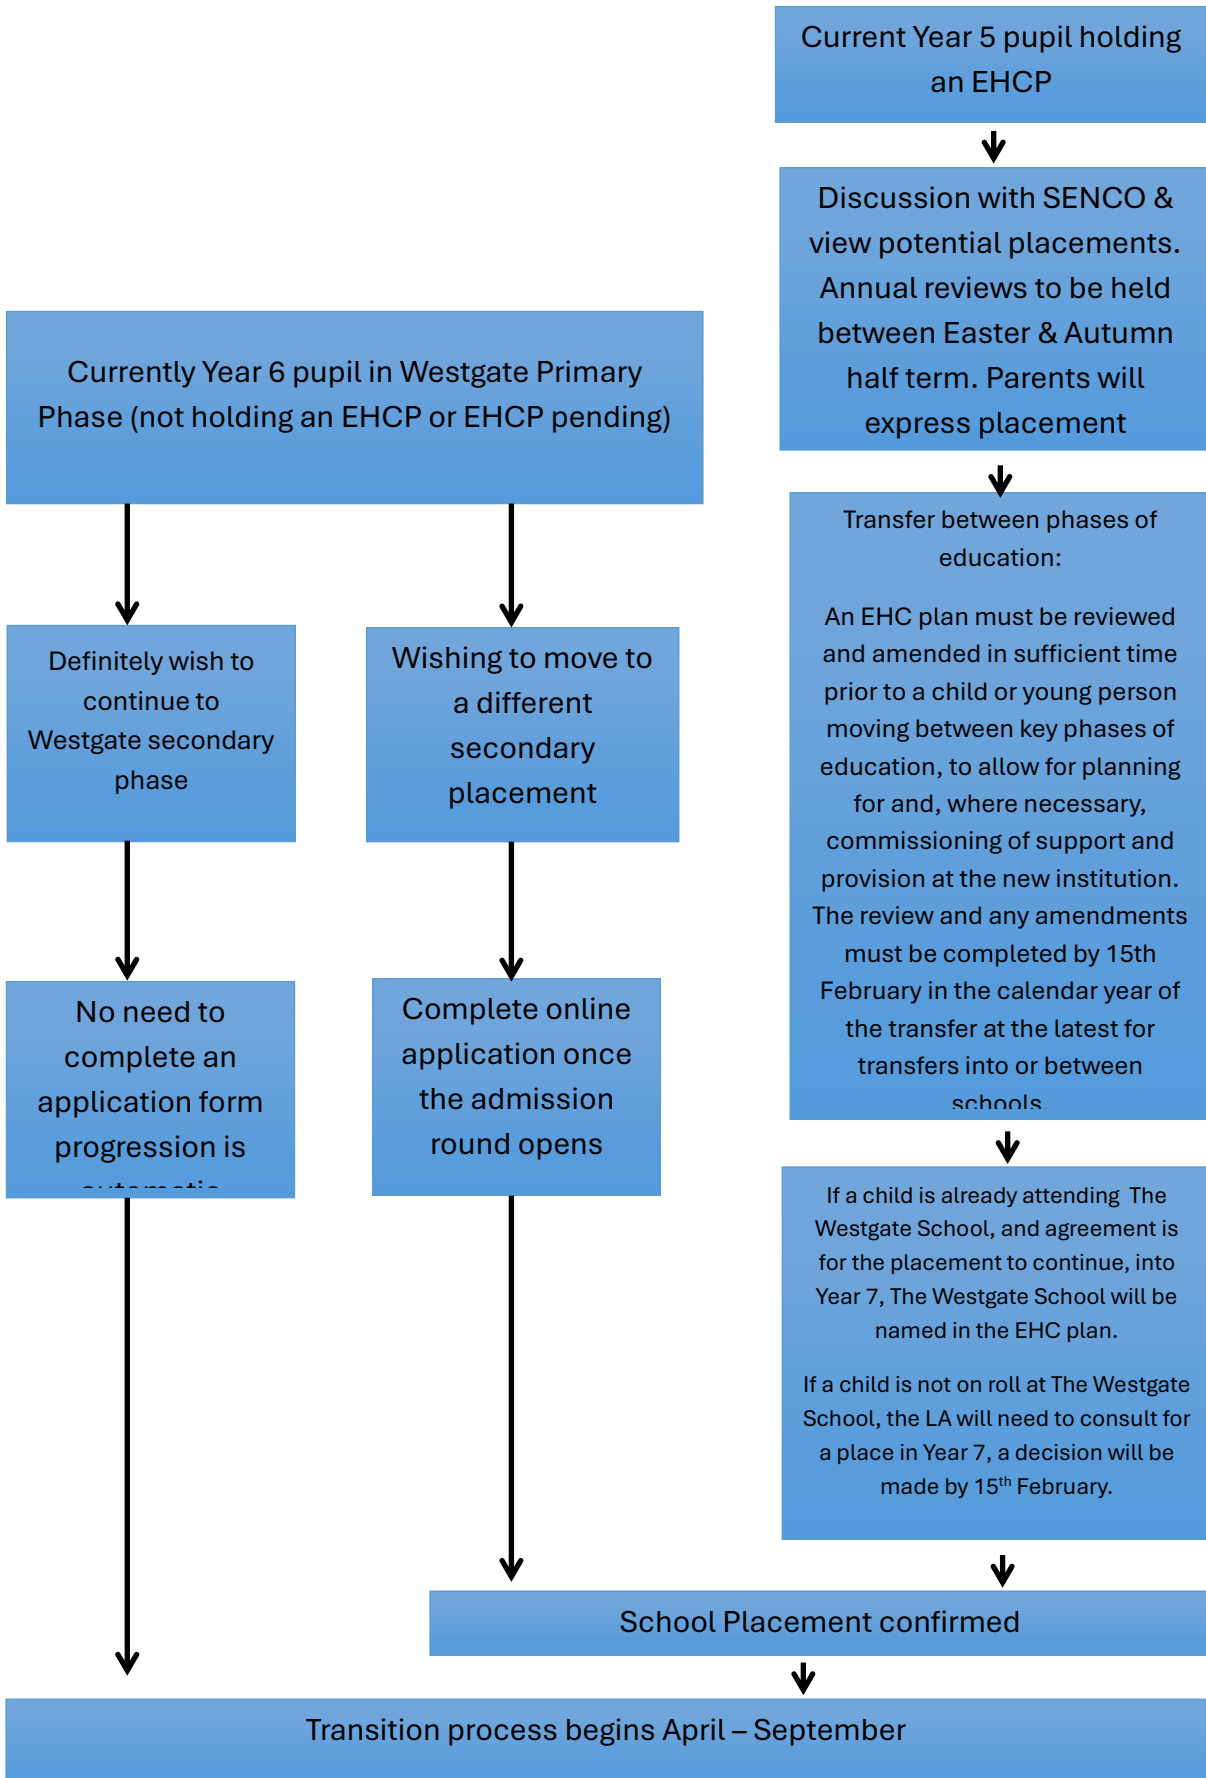 Current Year 5 pupil holding
an EHCP
Discussion with SENCO &
view potential placements.
Annual reviews to be held
between Easter & Autumn
half term. Parents will
express placement
Currently Year 6 pupil in Westgate Primary
Phase (not holding an EHCP or EHCP pending)
Transfer between phases of
education:
An EHC plan must be reviewed
and amended in sufficient time
prior to a child or young person
moving between key phases of
education, to allow for planning
for and, where necessary,
commissioning of support and
provision at the new institution.
The review and any amendments
must be completed by 15th
February in the calendar year of
the transfer at the latest for
transfers into or between
schools.
Definitely wish to
continue to
Westgate secondary
phase
Wishing to move to
a different
secondary
placement
No need to
complete an
application form
progression is
automatic
Complete online
application once
the admission
round opens
If a child is already attending The
Westgate School, and agreement is
for the placement to continue, into
Year 7, The Westgate School will be
named in the EHC plan.
If a child is not on roll at The Westgate
School, the LA will need to consult for
a place in Year 7, a decision will be
made by 15th February.
School Placement confirmed
Transition process begins April – September